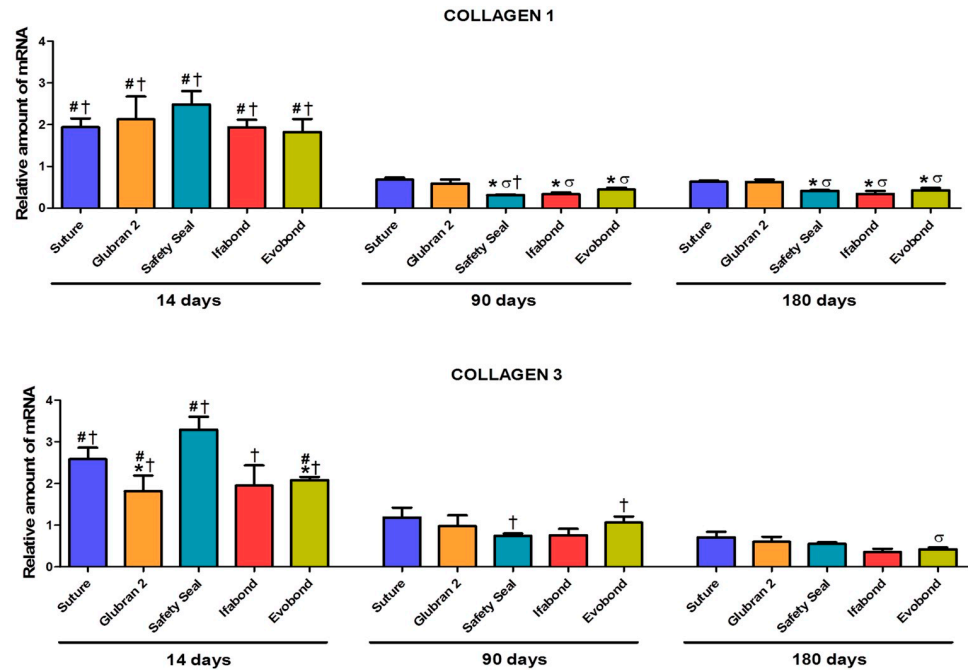 COLLAGEN 1
Relative amount of mRNA
4
3
2
1
0
#† #† #† #† #†
*σ† *σ *σ
*σ *σ *σ
Suture Glubran 2 Safety Seal Ifabond Evobond
Suture Glubran 2 Safety Seal Ifabond Evobond
Suture Glubran 2 Safety Seal Ifabond Evobond
14 days 90 days 180 days
COLLAGEN 3
Relative amount of mRNA
4
3
2
1
0
#†
#
*†
#†
†
#
*†
† †
σ
Suture Glubran 2 Safety Seal Ifabond Evobond
Suture Glubran 2 Safety Seal Ifabond Evobond
Suture Glubran 2 Safety Seal Ifabond Evobond
14 days 90 days 180 days